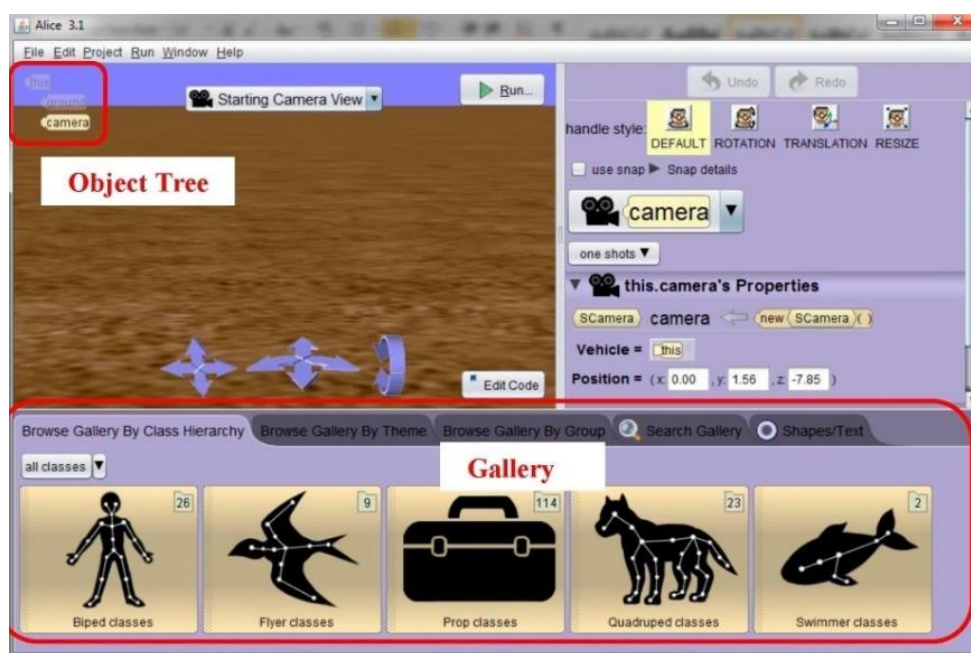 Alice 3.1
File Edit Project Run Window Help
this
ground
camera
Starting Camera View
Run...
Object Tree
Edit Code
Undo Redo
handle style:
DEFAULT ROTATION TRANSLATION RESIZE
use snap Snap details
camera
one shots
this.camera's Properties
SCamera camera new SCamera ( )
Vehicle = this
Position = ( x: 0.00 , y: 1.56 , z: -7.85 )
Browse Gallery By Class Hierarchy Browse Gallery By Theme Browse Gallery By Group Search Gallery Shapes/Text
all classes
Gallery
26 9 114 23 2
Biped classes Flyer classes Prop classes Quadruped classes Swimmer classes